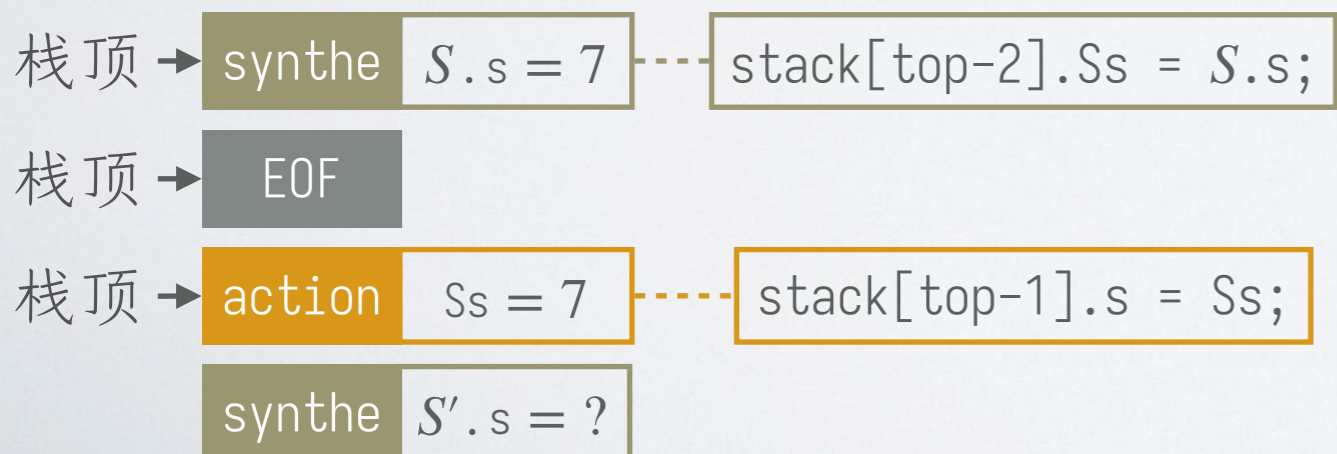 栈顶 synthe S.s = 7 stack[top-2].Ss = S.s;
栈顶 EOF
栈顶 action Ss = 7 stack[top-1].s = Ss;
synthe S′.s = ?